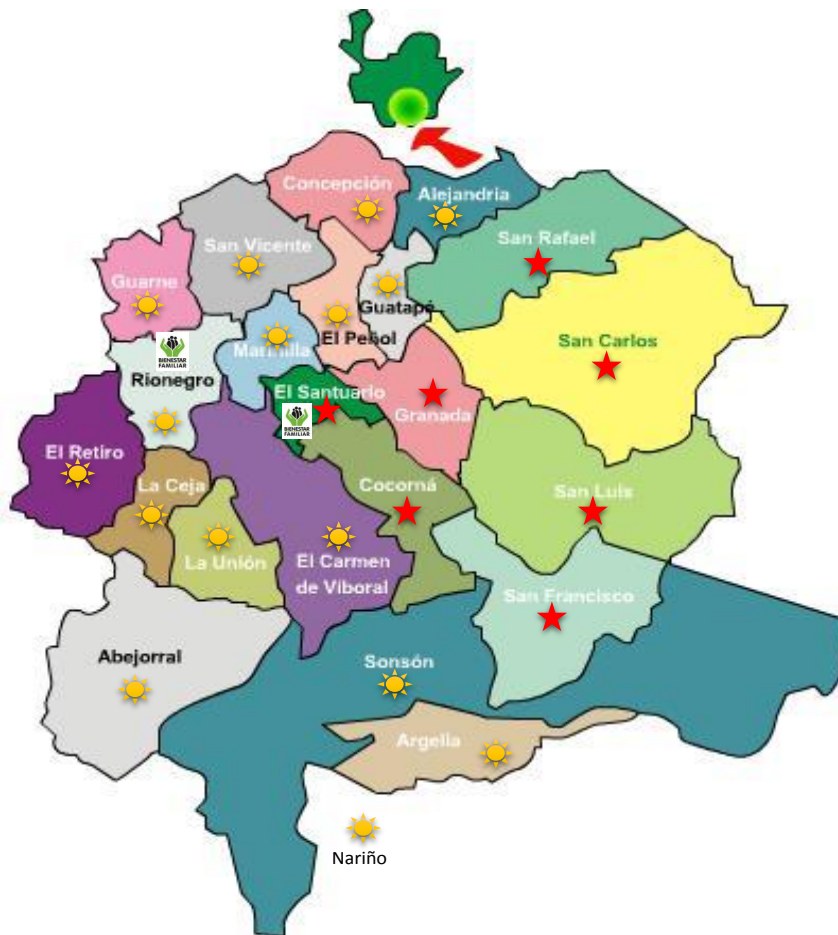 Concepción
Alejandría
San Rafael
San Vicente
Guarne
Guatapé
El Peñol
San Carlos
Marinilla
BIENESTAR
FAMILIAR
Rionegro
El Santuario
Granada
BIENESTAR
FAMILIAR
El Retiro
La Ceja
Cocorná
San Luis
La Unión
El Carmen
de Viboral
San Francisco
Abejorral
Sonsón
Argelia
Nariño